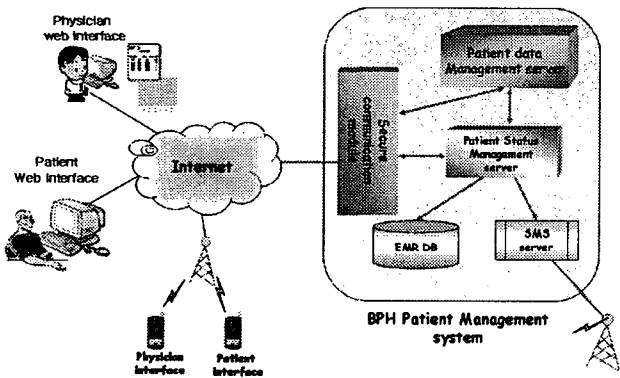 Physician
web interface
Patient
Web Interface
Internet
Physician
interface
Patient
interface
Secure
communication
module
Patient data
Management server
Patient Status
Management
server
EMR DB
SMS
server
BPH Patient Management
system